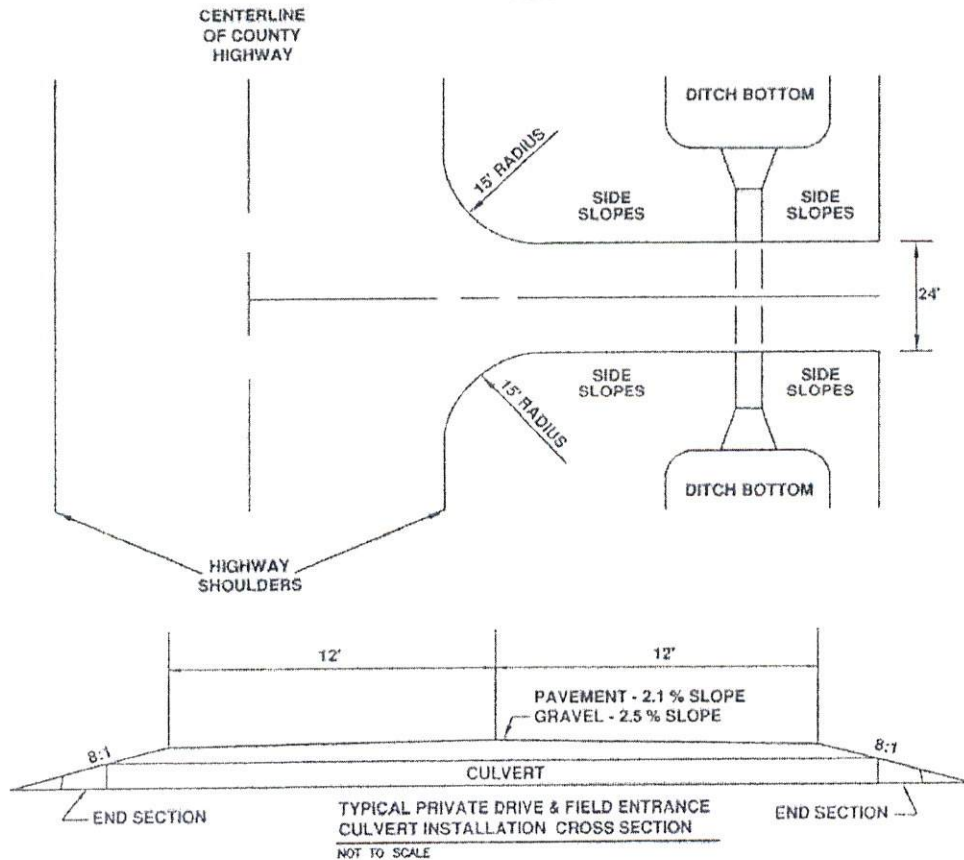 CENTERLINE
OF COUNTY
HIGHWAY
DITCH BOTTOM
15' RADIUS
SIDE
SLOPES
SIDE
SLOPES
24'
SIDE
SLOPES
SIDE
SLOPES
15' RADIUS
DITCH BOTTOM
HIGHWAY
SHOULDERS
12'
12'
PAVEMENT - 2.1 % SLOPE
GRAVEL - 2.5 % SLOPE
8:1
8:1
CULVERT
END SECTION
END SECTION
TYPICAL PRIVATE DRIVE & FIELD ENTRANCE
CULVERT INSTALLATION CROSS SECTION
NOT TO SCALE